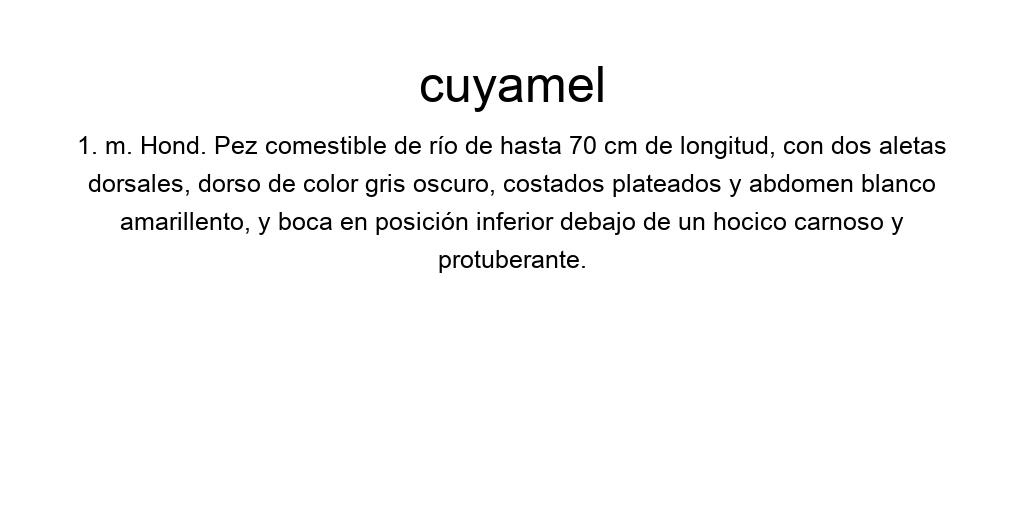 cuyamel
1. m. Hond. Pez comestible de río de hasta 70 cm de longitud, con dos aletas
dorsales, dorso de color gris oscuro, costados plateados y abdomen blanco
amarillento, y boca en posición inferior debajo de un hocico carnoso y
protuberante.